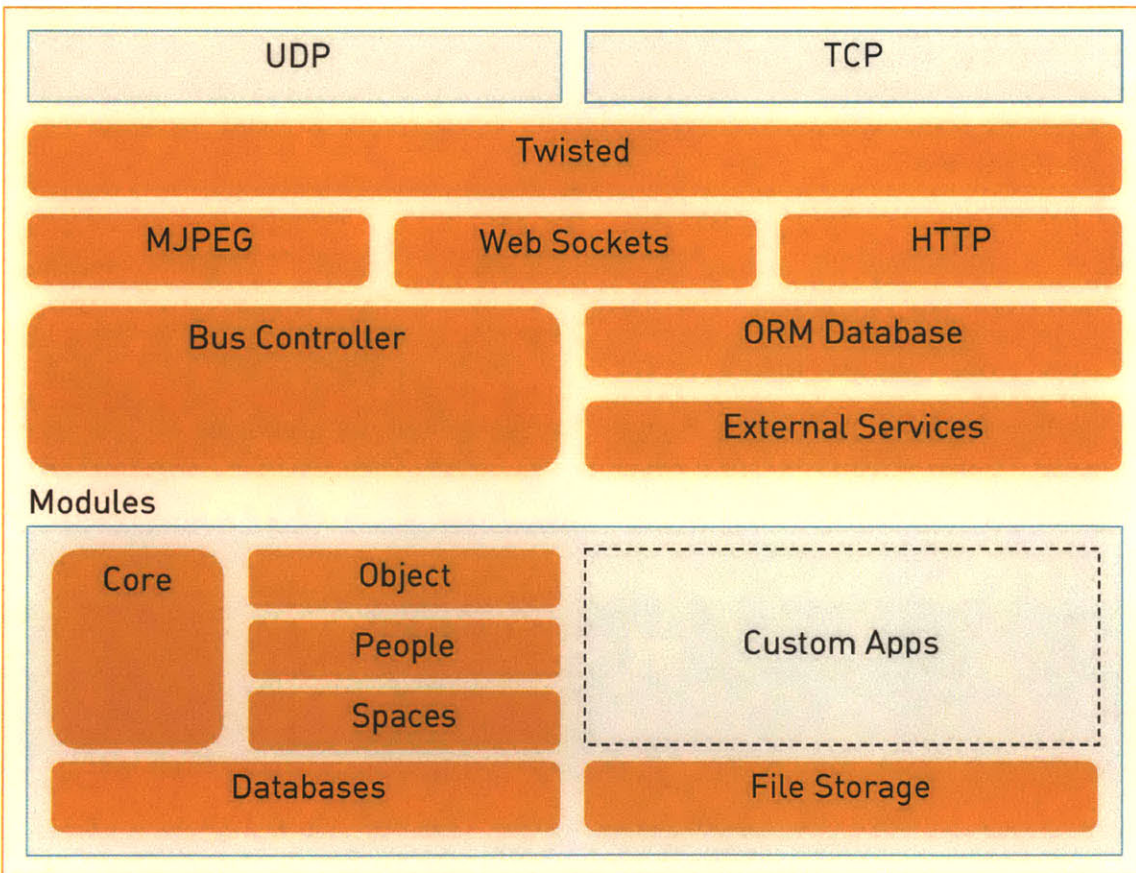 UDP
TCP
Twisted
MJPEG
Web Sockets
HTTP
Bus Controller
ORM Database
External Services
Modules
Core
Object
People
Spaces
Custom Apps
Databases
File Storage